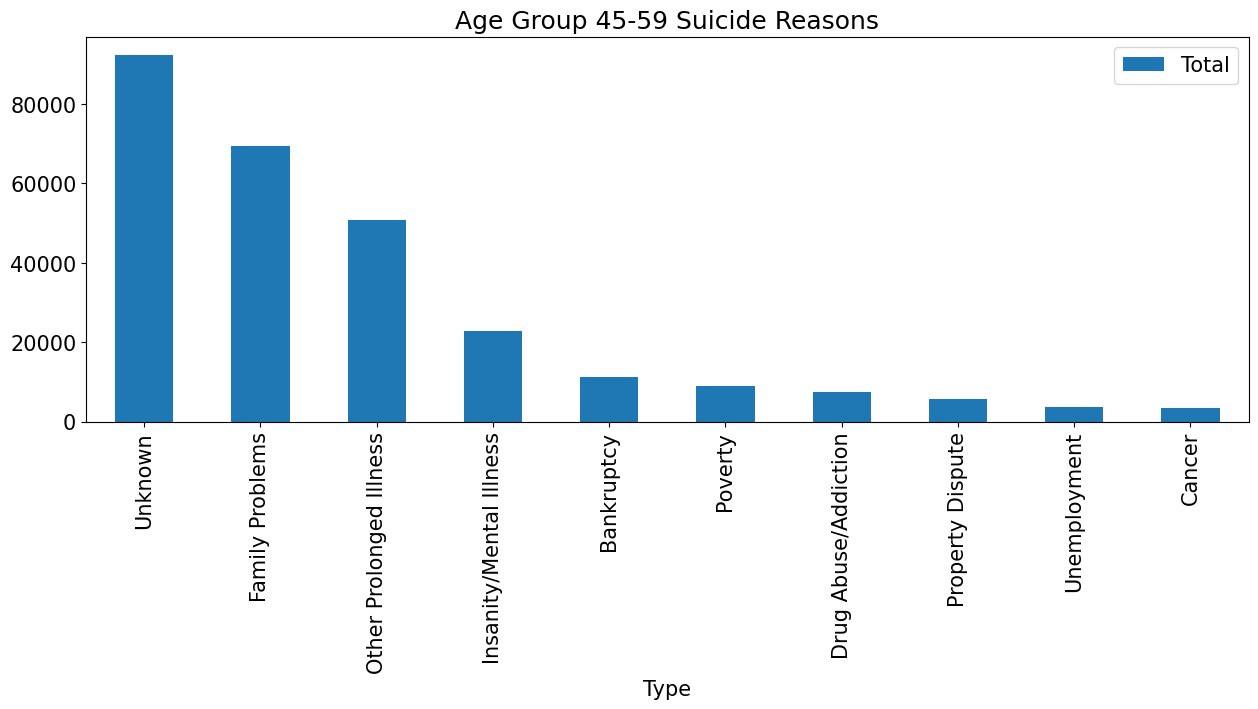 Age Group 45-59 Suicide Reasons
Total
80000
60000
40000
20000
0
Unknown
Family Problems
Other Prolonged Illness
Insanity/Mental Illness
Bankruptcy
Poverty
Drug Abuse/Addiction
Property Dispute
Unemployment
Cancer
Type